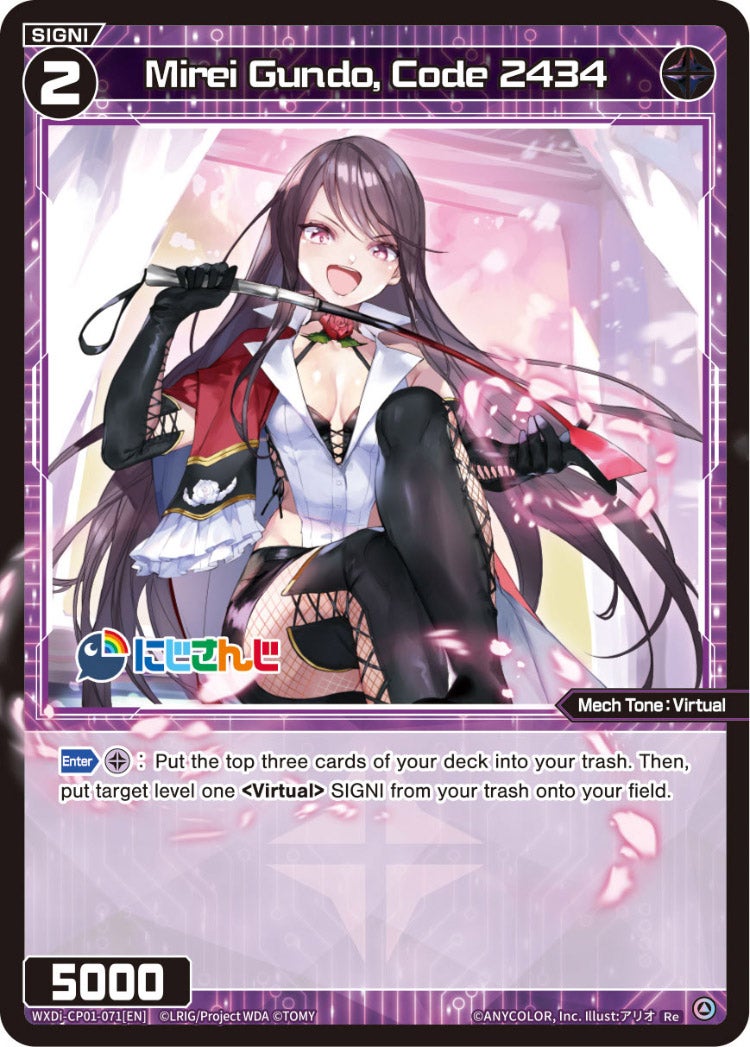 SIGNI
2
Mirei Gundo, Code 2434
にじさんじ
Mech Tone:Virtual
Enter : Put the top three cards of your deck into your trash. Then,
put target level one <Virtual> SIGNI from your trash onto your field.
5000
WXDi-CP01-071[EN] ©LRIG/Project WDA ©TOMY ©ANYCOLOR, Inc. Illust:アリオ Re